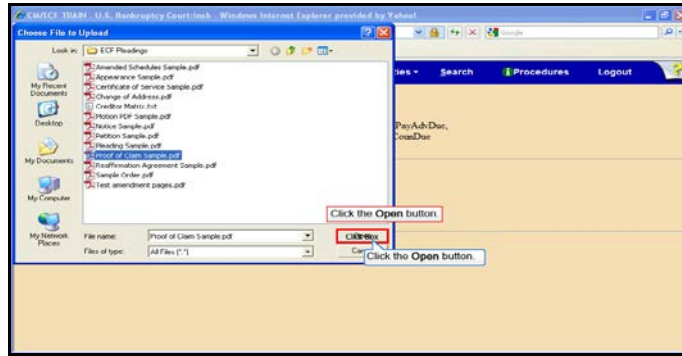 CM/ECF TRAIN - U.S. Bankruptcy Court:insb - Windows Internet Explorer provided by Yahoo!
Choose File to Upload
Look in: ECF Pleadings
Google
ties Search Procedures Logout
My Recent Documents
Desktop
My Documents
My Computer
My Network Places
Amended Schedules Sample.pdf
Appearance Sample.pdf
Certificate of Service Sample.pdf
Change of Address.pdf
Creditor Matrix.txt
Motion PDF Sample.pdf
Notice Sample.pdf
Petition Sample.pdf
Pleading Sample.pdf
Proof of Claim Sample.pdf
Reaffirmation Agreement Sample.pdf
Sample Order.pdf
Test amendment pages.pdf
PayAdvDue,
CounDue
Click the Open button.
File name: Proof of Claim Sample.pdf
Files of type: All Files (*.*)
Click the Open button.